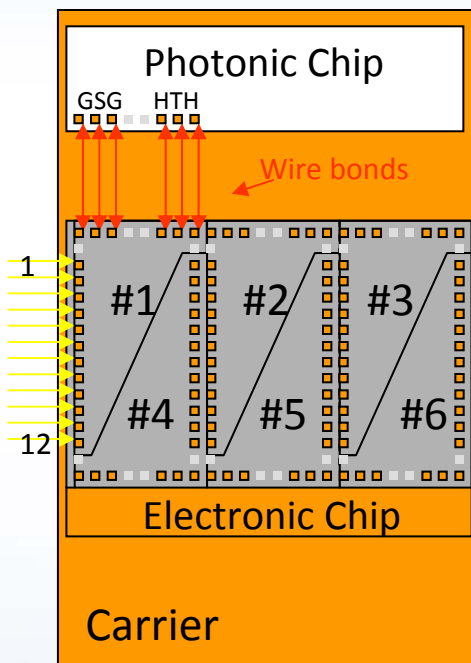 Photonic Chip
GSG HTH
Wire bonds
1
#1 #2 #3
#4 #5 #6
12
Electronic Chip
Carrier